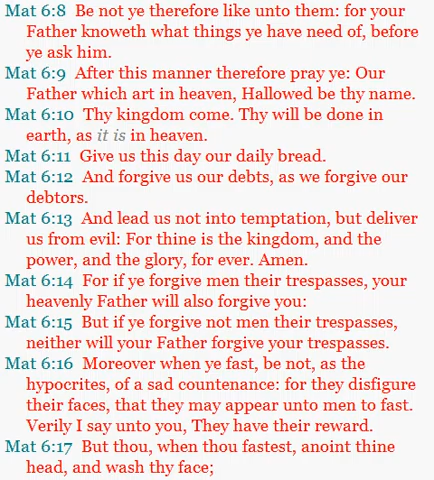 Mat 6:8 Be not ye therefore like unto them: for your
Father knoweth what things ye have need of, before
ye ask him.
Mat 6:9 After this manner therefore pray ye: Our
Father which art in heaven, Hallowed be thy name.
Mat 6:10 Thy kingdom come. Thy will be done in
earth, as it is in heaven.
Mat 6:11 Give us this day our daily bread.
Mat 6:12 And forgive us our debts, as we forgive our
debtors.
Mat 6:13 And lead us not into temptation, but deliver
us from evil: For thine is the kingdom, and the
power, and the glory, for ever. Amen.
Mat 6:14 For if ye forgive men their trespasses, your
heavenly Father will also forgive you:
Mat 6:15 But if ye forgive not men their trespasses,
neither will your Father forgive your trespasses.
Mat 6:16 Moreover when ye fast, be not, as the
hypocrites, of a sad countenance: for they disfigure
their faces, that they may appear unto men to fast.
Verily I say unto you, They have their reward.
Mat 6:17 But thou, when thou fastest, anoint thine
head, and wash thy face;